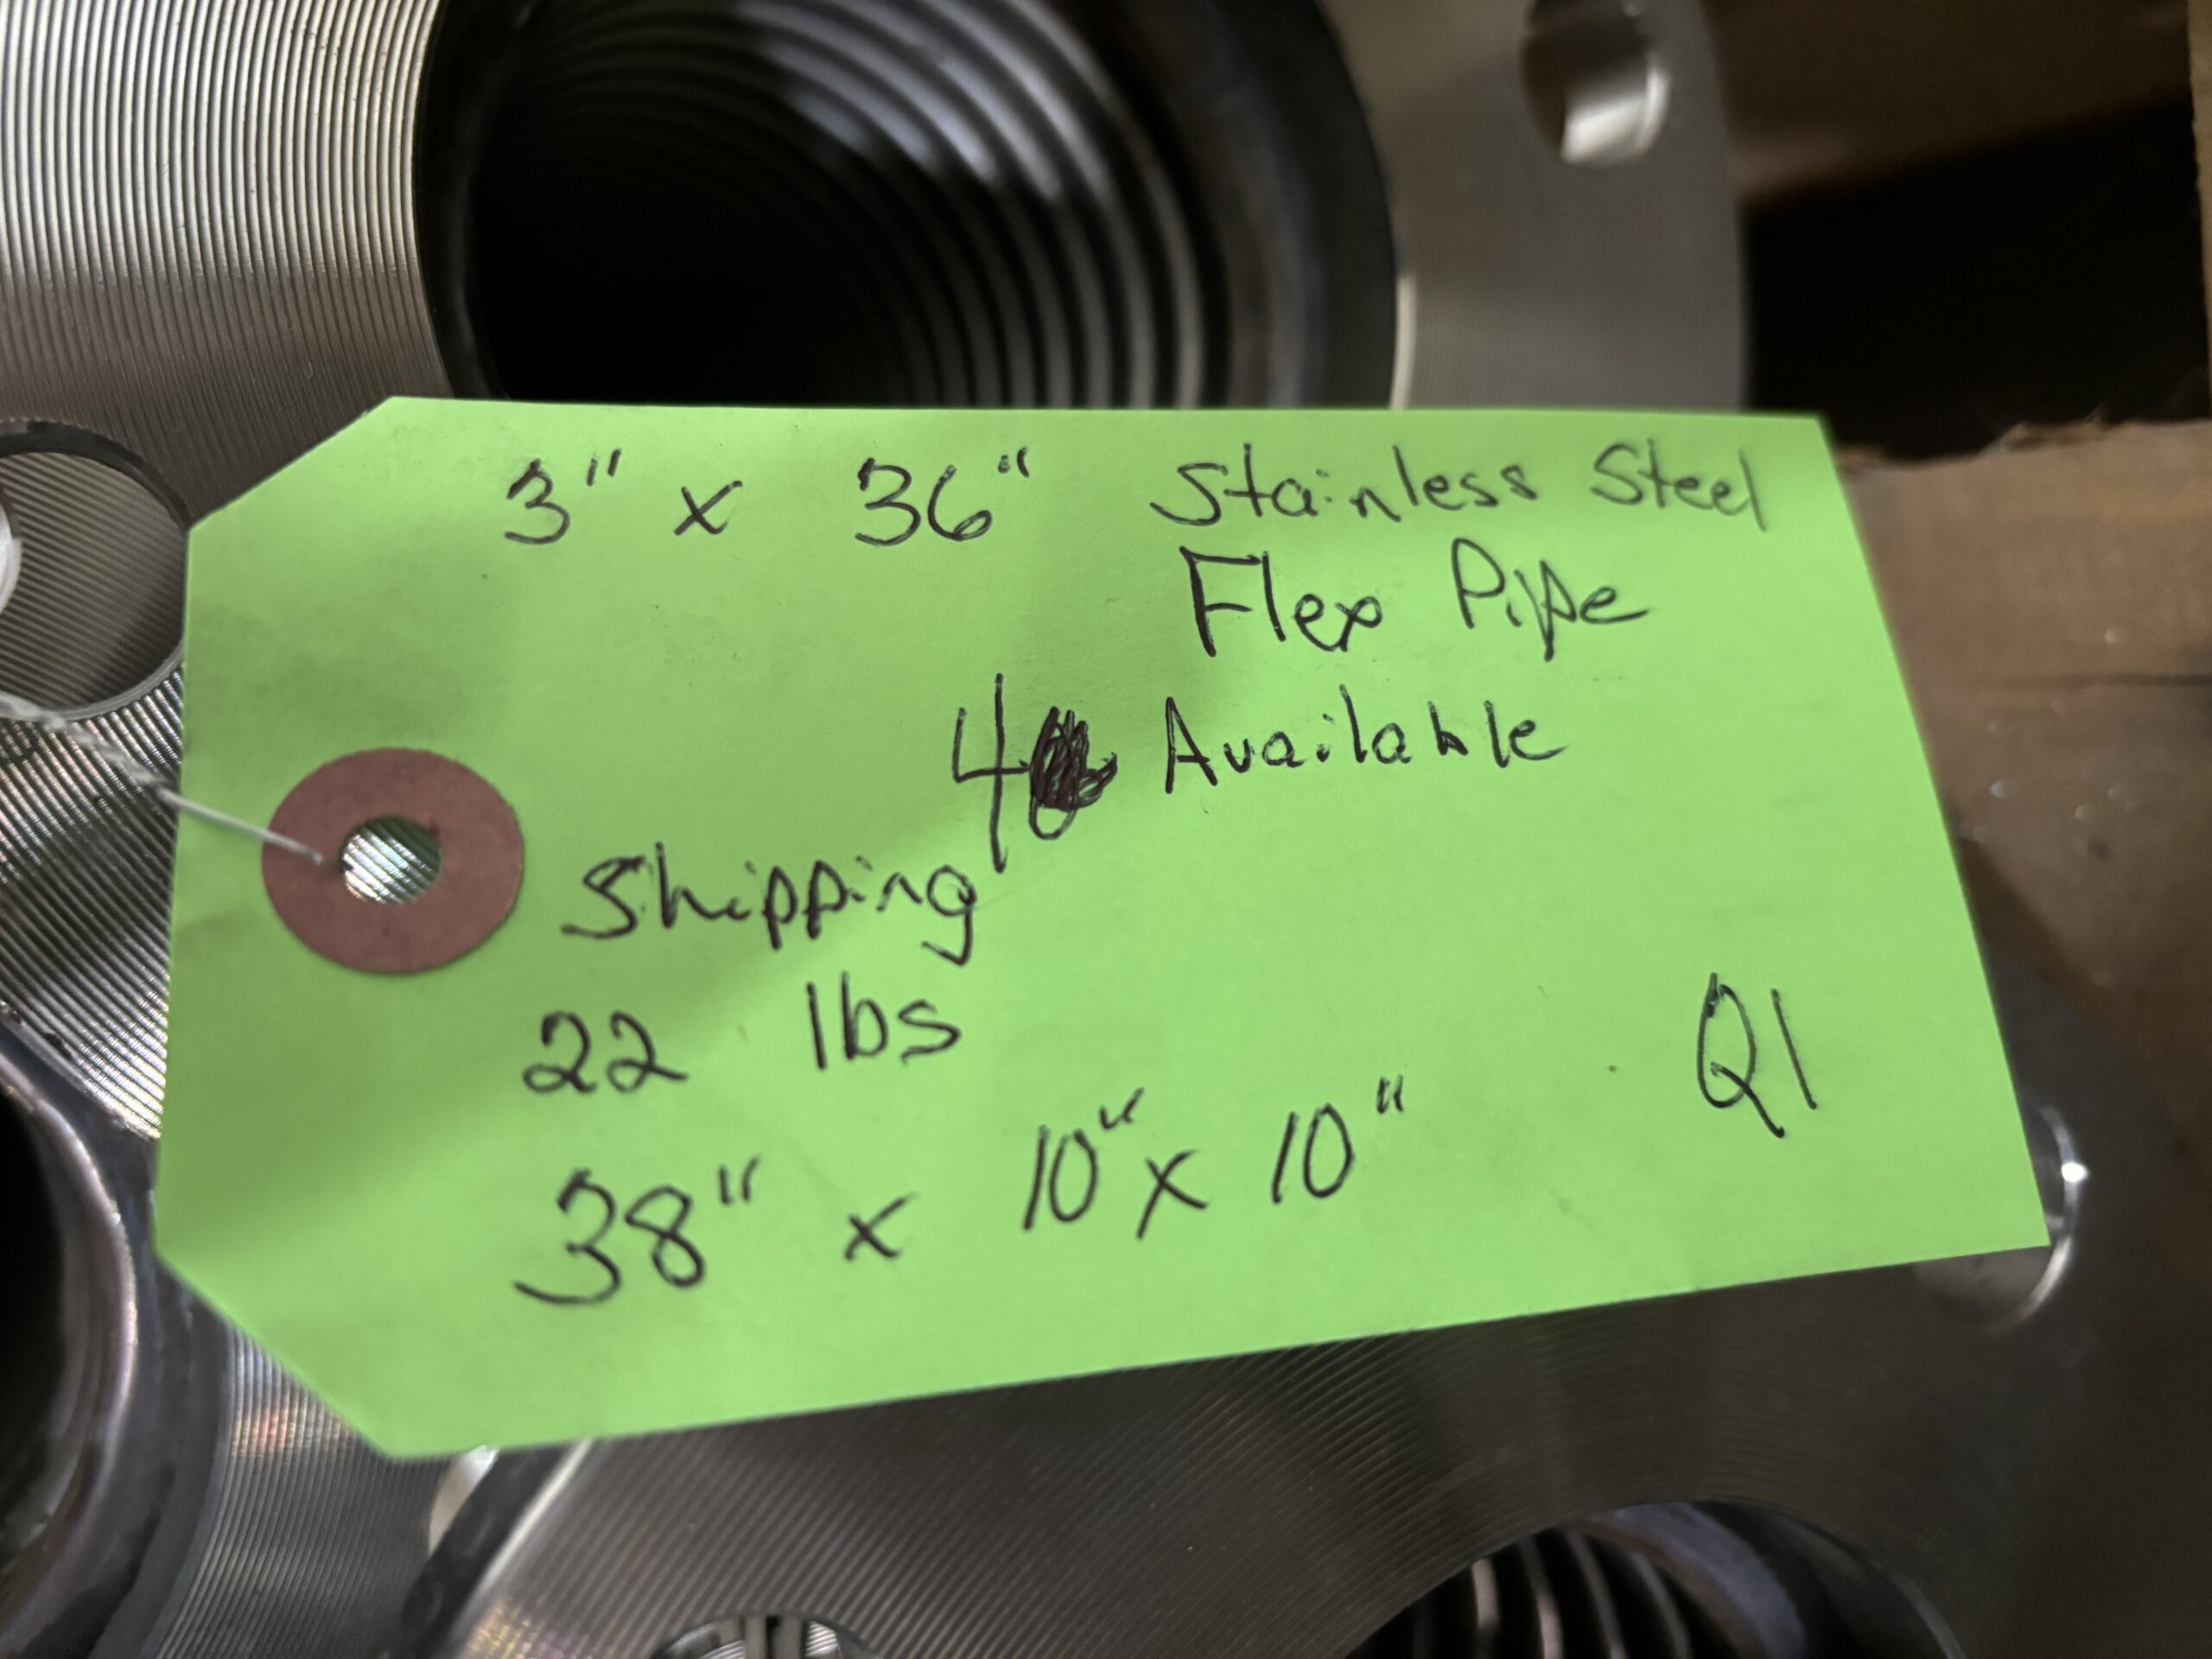 3" x 36" Stainless Steel
Flex Pipe
4 Available
Shipping
22 lbs
38" x 10" x 10"
Q1